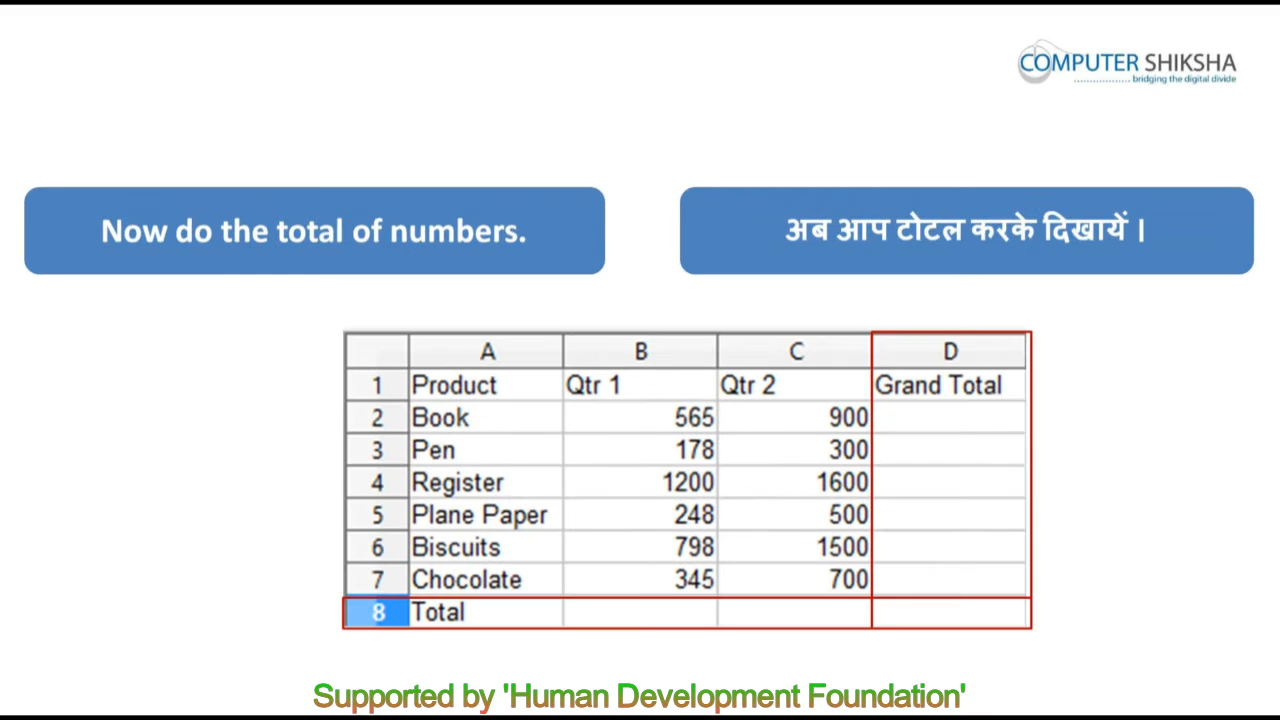 COMPUTER SHIKSHA
bridging the digital divide
Now do the total of numbers.
अब आप टोटल करके दिखायें ।
A B C D
1 Product Qtr 1 Qtr 2 Grand Total
2 Book 565 900
3 Pen 178 300
4 Register 1200 1600
5 Plane Paper 248 500
6 Biscuits 798 1500
7 Chocolate 345 700
8 Total
Supported by 'Human Development Foundation'